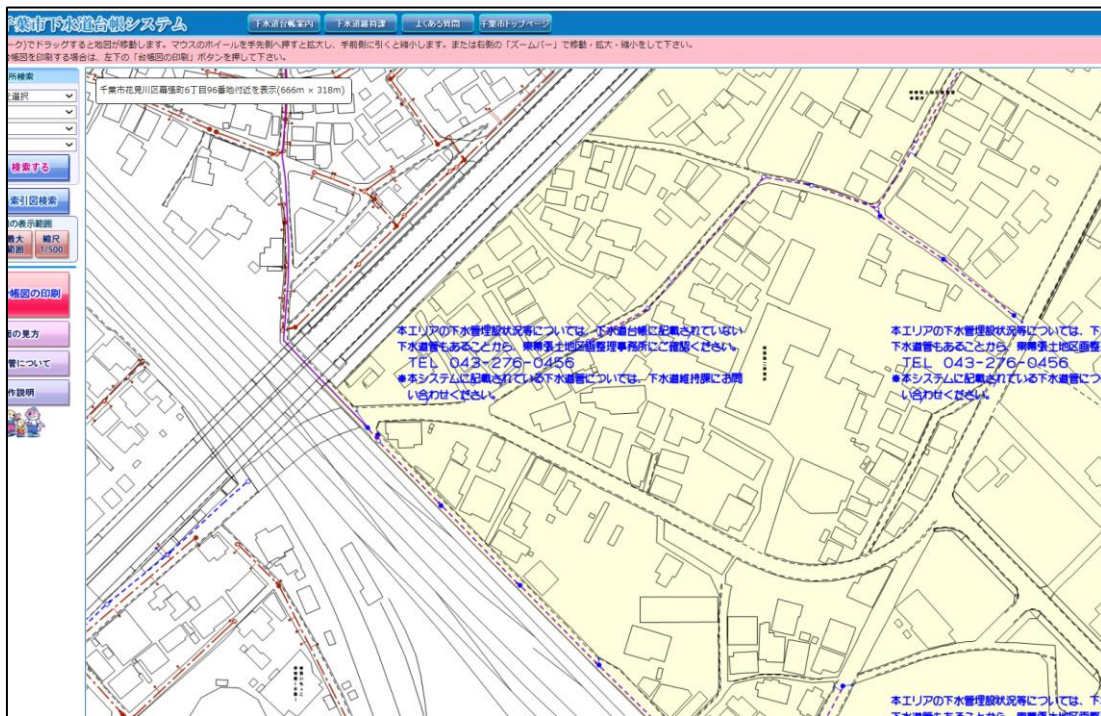 千葉市下水道台帳システム
下水道台帳案内
下水道維持課
よくある質問
千葉市トップページ
ーク)でドラッグすると地図が移動します。マウスのホイールを手先側へ押すと拡大し、手前側に引くと縮小します。または右側の「ズームバー」で移動・拡大・縮小をして下さい。
台帳図を印刷する場合は、左下の「台帳図の印刷」ボタンを押して下さい。
所検索
選択
検索する
索引図検索
の表示範囲
最大
範囲
縮尺
1/500
帳図の印刷
の見方
管について
作説明
千葉市花見川区幕張町6丁目96番地付近を表示(666m × 318m)
本エリアの下水管埋設状況等については、下水道台帳に記載されていない
下水道管もあることから、東幕張土地区画整理事務所にご確認ください。
TEL 043-276-0456
※本システムに記載されている下水道管については、下水道維持課にお問
い合わせください。
本エリアの下水管埋設状況等については、下
下水道管もあることから、東幕張土地区画整
TEL 043-276-0456
※本システムに記載されている下水道管につ
い合わせください。
本エリアの下水管埋設状況等については、下
下水道管もあることから、東幕張土地区画整